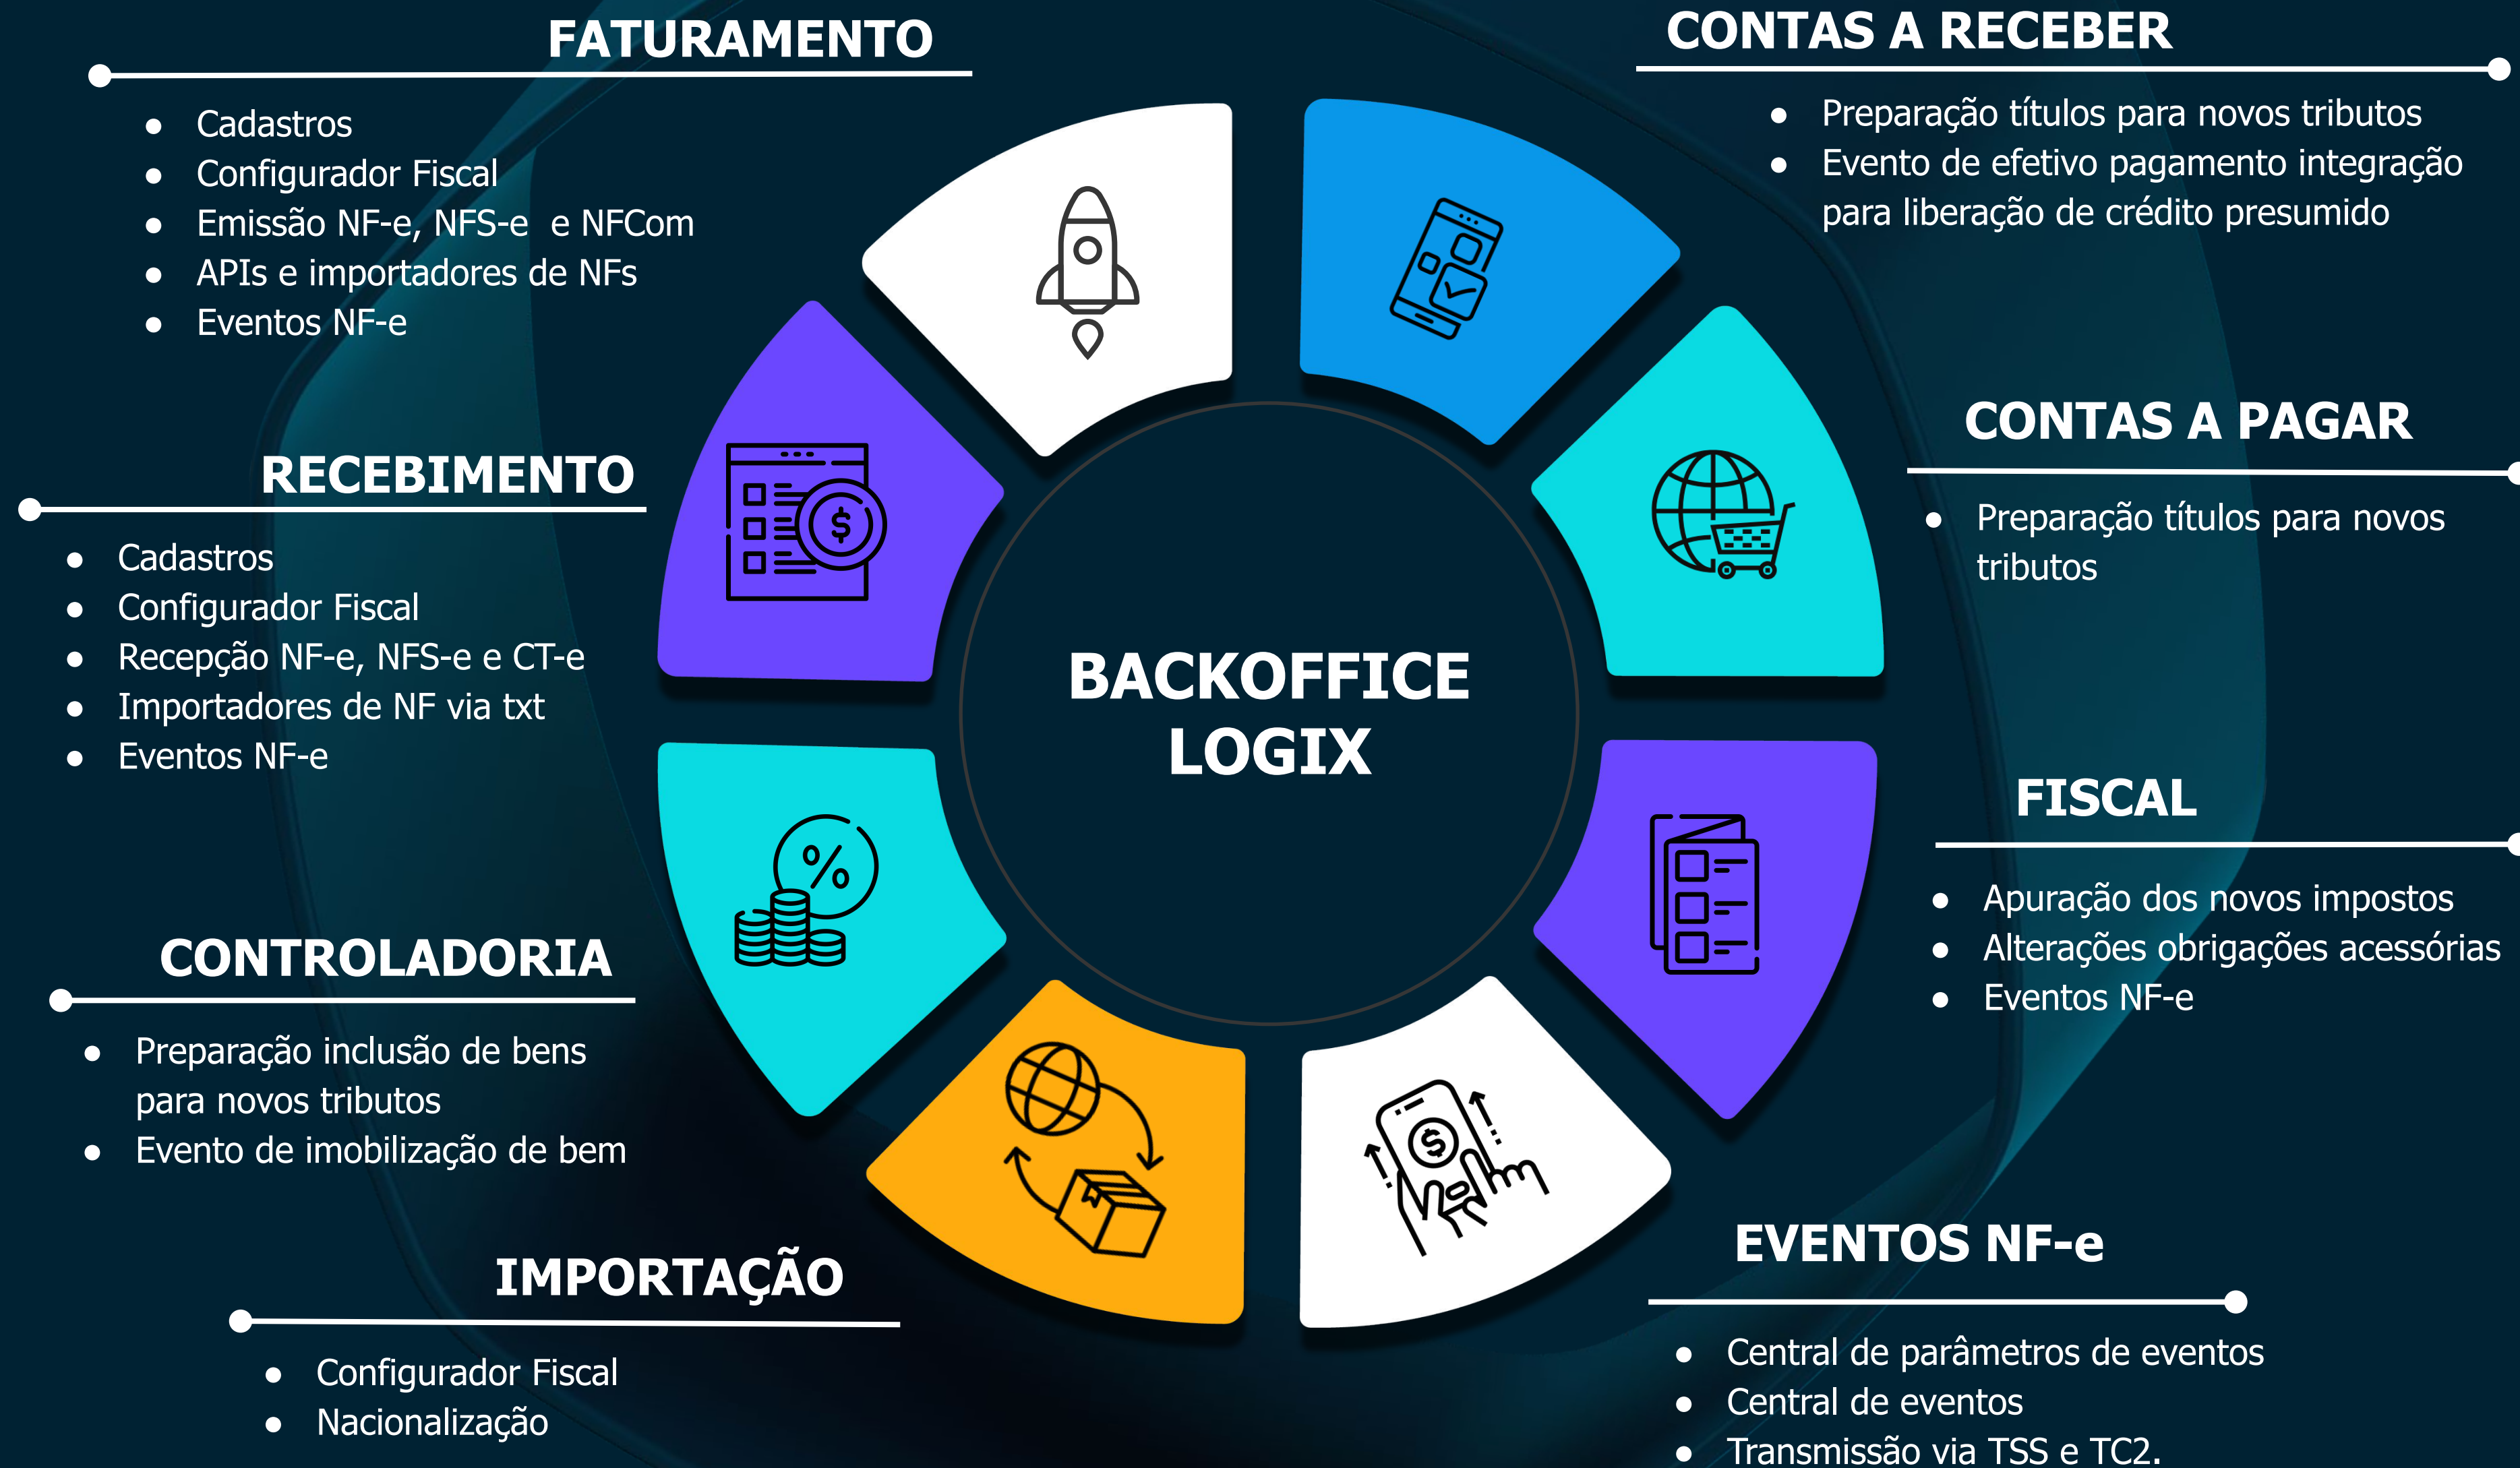 FATURAMENTO
● Cadastros
● Configurador Fiscal
● Emissão NF-e, NFS-e e NFCom
● APIs e importadores de NFs
● Eventos NF-e
CONTAS A RECEBER
● Preparação títulos para novos tributos
● Evento de efetivo pagamento integração
para liberação de crédito presumido
RECEBIMENTO
● Cadastros
● Configurador Fiscal
● Recepção NF-e, NFS-e e CT-e
● Importadores de NF via txt
● Eventos NF-e
CONTAS A PAGAR
● Preparação títulos para novos
tributos
$
BACKOFFICE
LOGIX
%
FISCAL
● Apuração dos novos impostos
● Alterações obrigações acessórias
● Eventos NF-e
CONTROLADORIA
● Preparação inclusão de bens
para novos tributos
● Evento de imobilização de bem
$
IMPORTAÇÃO
● Configurador Fiscal
● Nacionalização
EVENTOS NF-e
● Central de parâmetros de eventos
● Central de eventos
● Transmissão via TSS e TC2.